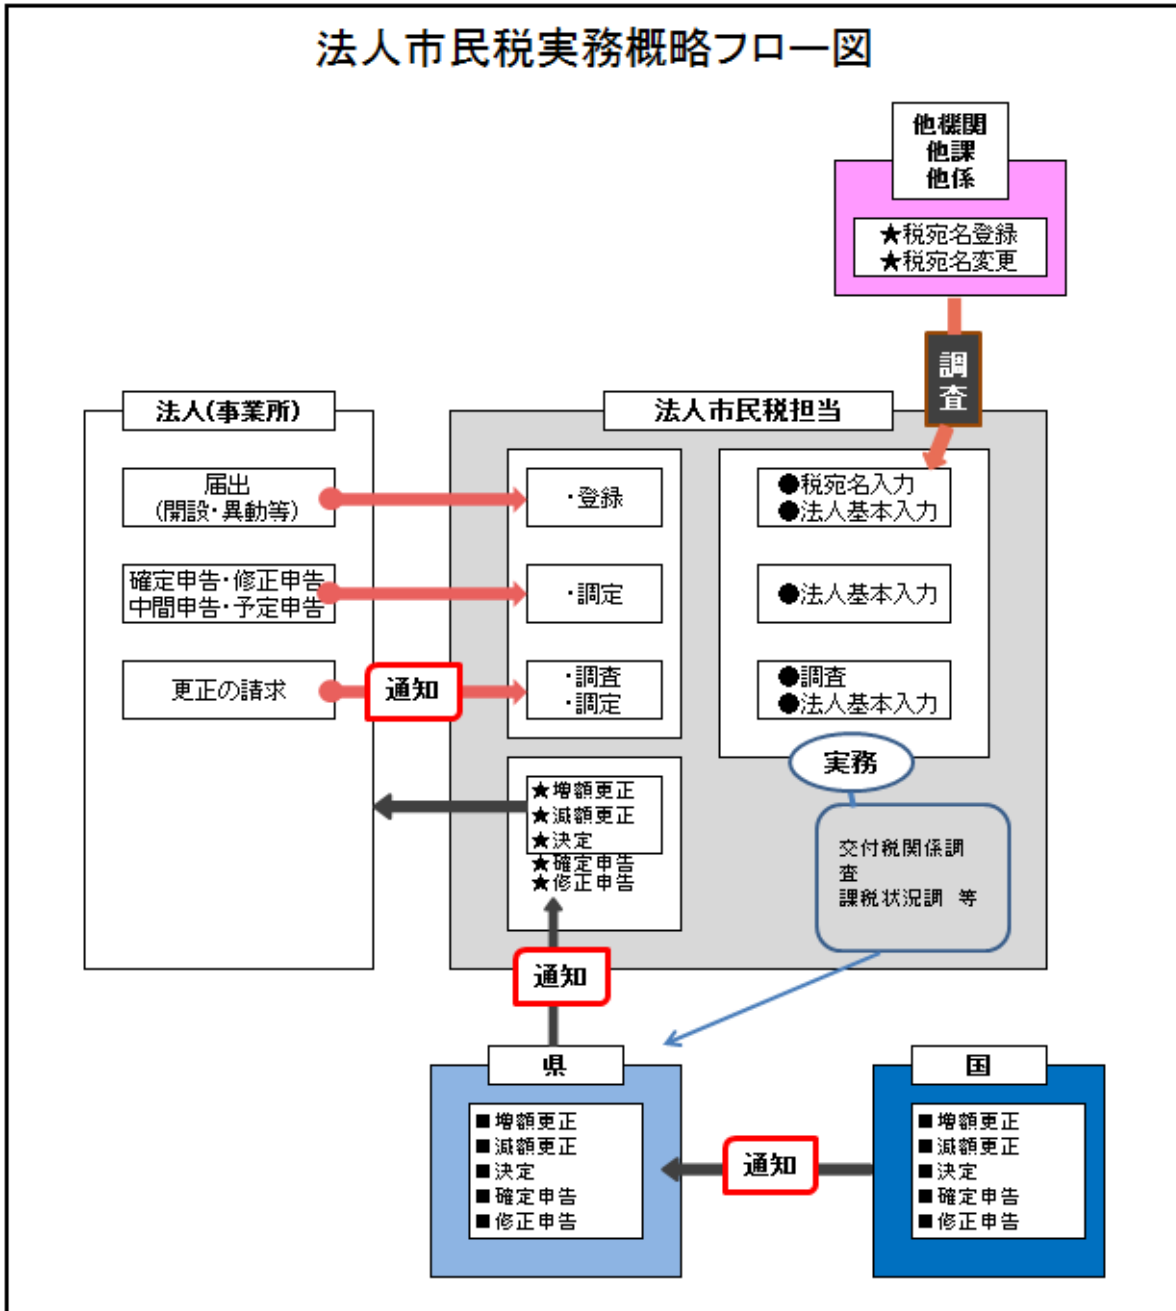 法人市民税実務概略フロー図
他機関
他課
他係
★税宛名登録
★税宛名変更
調
査
法人(事業所)
届出
(開設・異動等)
確定申告・修正申告
中間申告・予定申告
更正の請求
通知
法人市民税担当
・登録
・調定
・調査
・調定
●税宛名入力
●法人基本入力
●法人基本入力
●調査
●法人基本入力
実務
★増額更正
★減額更正
★決定
★確定申告
★修正申告
交付税関係調
査
課税状況調 等
通知
県
■増額更正
■減額更正
■決定
■確定申告
■修正申告
通知
国
■増額更正
■減額更正
■決定
■確定申告
■修正申告